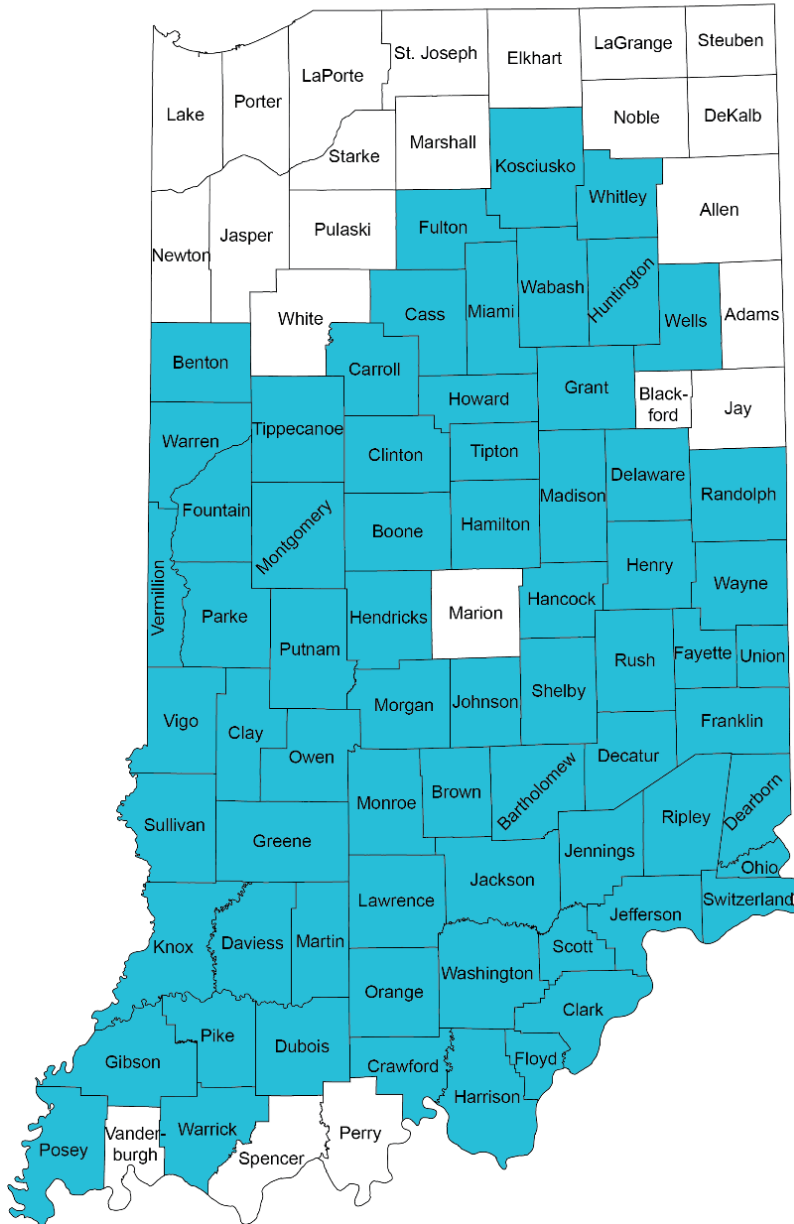 St. Joseph
LaGrange
Steuben
Elkhart
LaPorte
Porter
Lake
Noble
DeKalb
Marshall
Starke
Kosciusko
Whitley
Allen
Fulton
Pulaski
Jasper
Newton
Huntington
Wabash
Miami
Cass
White
Wells
Adams
Benton
Carroll
Grant
Howard
Black-
ford
Jay
Tippecanoe
Warren
Clinton
Tipton
Delaware
Madison
Randolph
Fountain
Montgomery
Boone
Hamilton
Henry
Wayne
Vermillion
Parke
Hendricks
Marion
Hancock
Putnam
Rush
Fayette
Union
Shelby
Johnson
Morgan
Vigo
Clay
Franklin
Owen
Decatur
Bartholomew
Brown
Monroe
Dearborn
Ripley
Sullivan
Greene
Jennings
Ohio
Jackson
Lawrence
Switzerland
Jefferson
Knox
Daviess
Martin
Scott
Washington
Orange
Clark
Pike
Dubois
Gibson
Floyd
Crawford
Harrison
Warrick
Vander-
burgh
Perry
Posey
Spencer